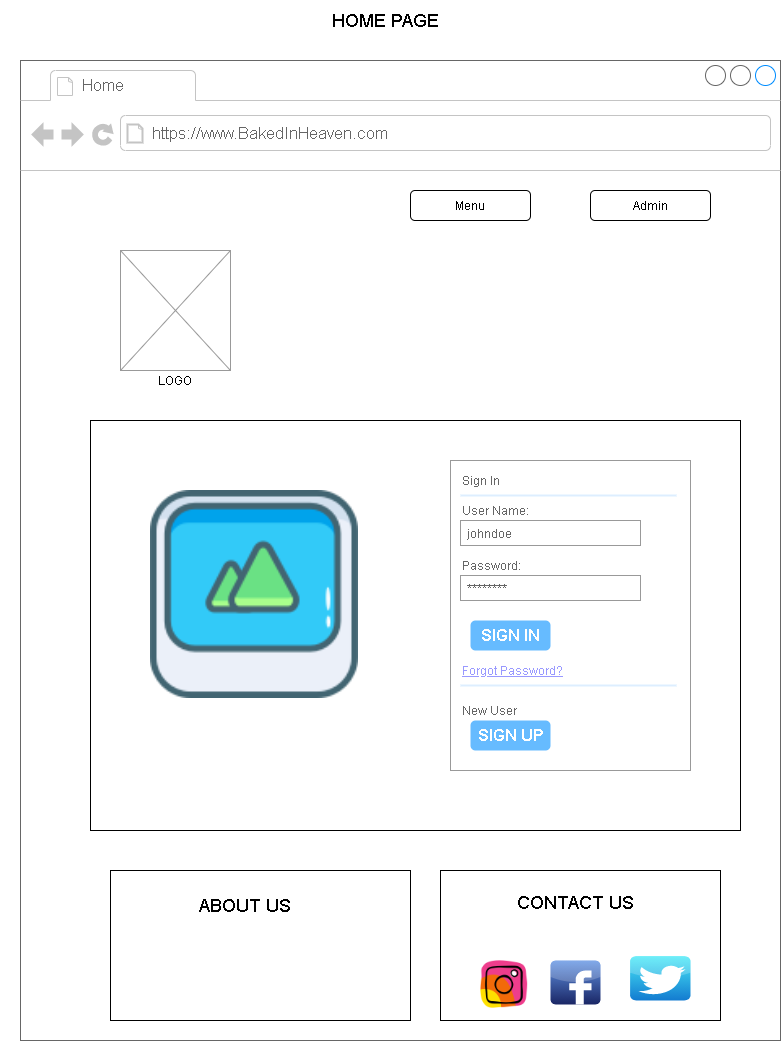 HOME PAGE
Home
https://www.BakedInHeaven.com
Menu
Admin
LOGO
Sign In
User Name:
johndoe
Password:
********
SIGN IN
Forgot Password?
New User
SIGN UP
ABOUT US
CONTACT US